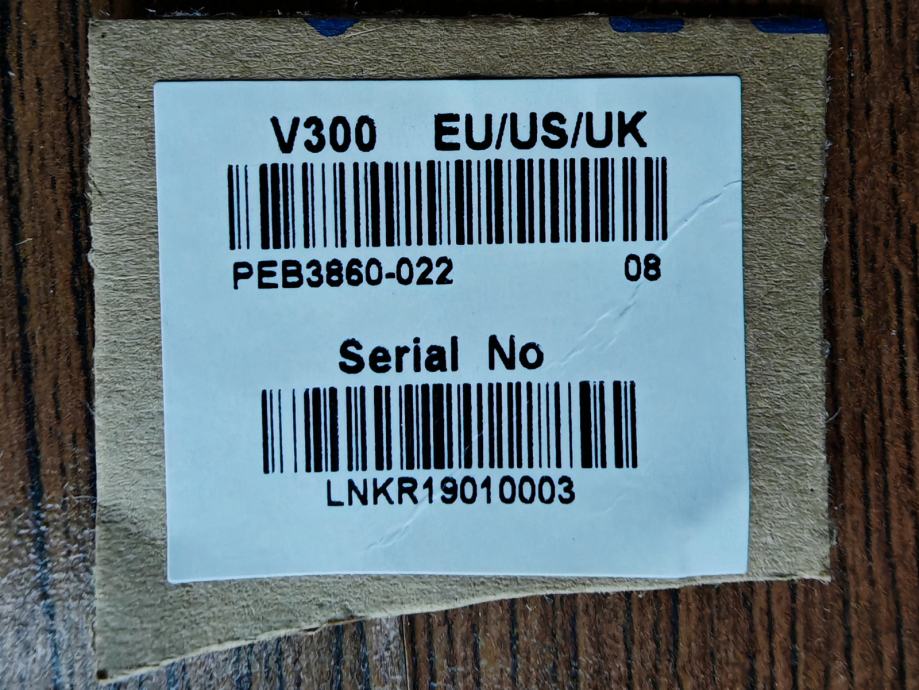 V300 EU/US/UK
PEB3860-022 08
Serial No
LNKR19010003